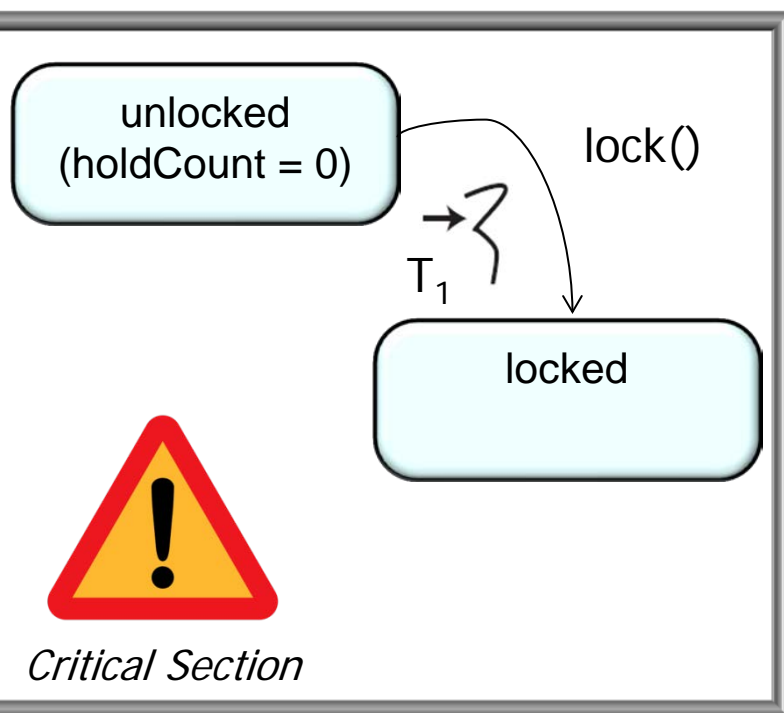 unlocked
(holdCount = 0)
lock()
T₁
locked
!
Critical Section